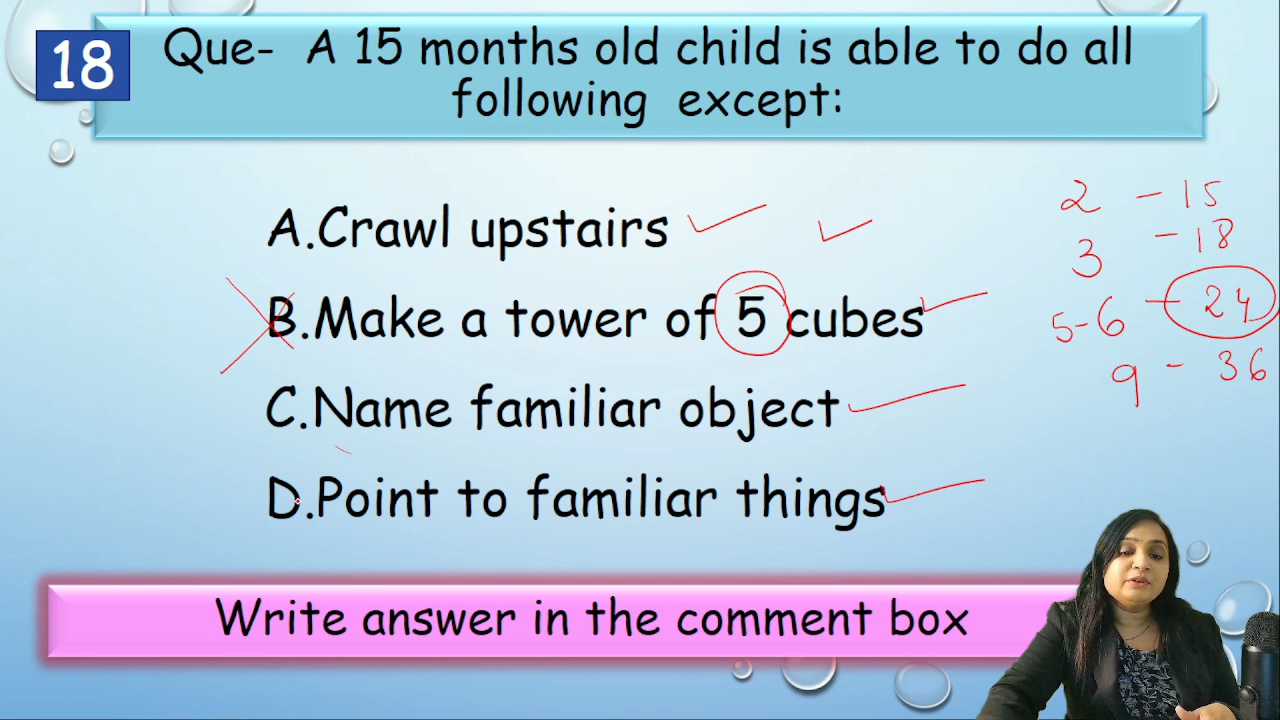 18
Que- A 15 months old child is able to do all
following except:
A.Crawl upstairs
B.Make a tower of 5 cubes
C.Name familiar object
D.Point to familiar things
2 - 15
3 - 18
5-6 - 24
9 - 36
Write answer in the comment box